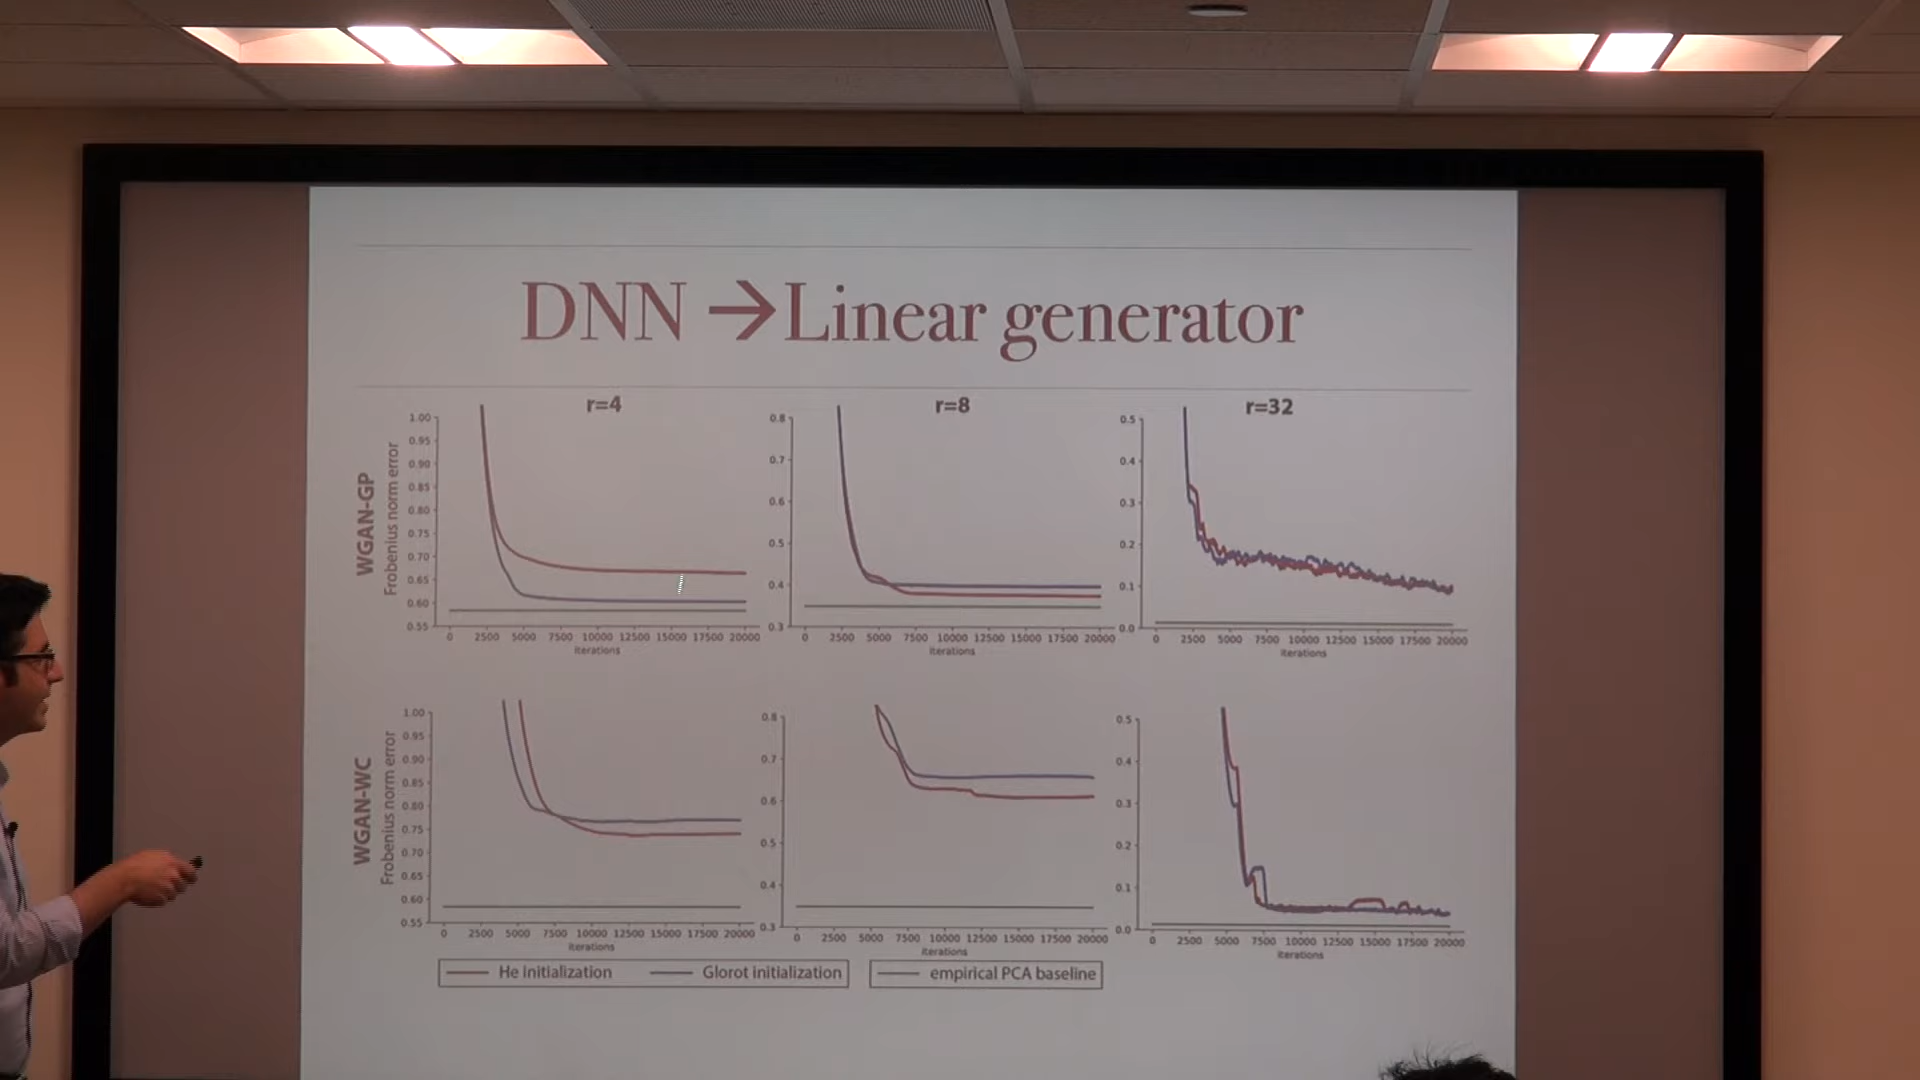 DNN → Linear generator
r=4
r=8
r=32
WGAN-GP
Frobenius norm error
1.00
0.95
0.90
0.85
0.80
0.75
0.70
0.65
0.60
0.55
0 2500 5000 7500 10000 12500 15000 17500 20000
iterations
0.8
0.7
0.6
0.5
0.4
0.3
0 2500 5000 7500 10000 12500 15000 17500 20000
iterations
0.5
0.4
0.3
0.2
0.1
0.0
0 2500 5000 7500 10000 12500 15000 17500 20000
iterations
WGAN-WC
Frobenius norm error
1.00
0.95
0.90
0.85
0.80
0.75
0.70
0.65
0.60
0.55
0 2500 5000 7500 10000 12500 15000 17500 20000
iterations
0.8
0.7
0.6
0.5
0.4
0.3
0 2500 5000 7500 10000 12500 15000 17500 20000
iterations
0.5
0.4
0.3
0.2
0.1
0.0
0 2500 5000 7500 10000 12500 15000 17500 20000
iterations
He initialization
Glorot initialization
empirical PCA baseline